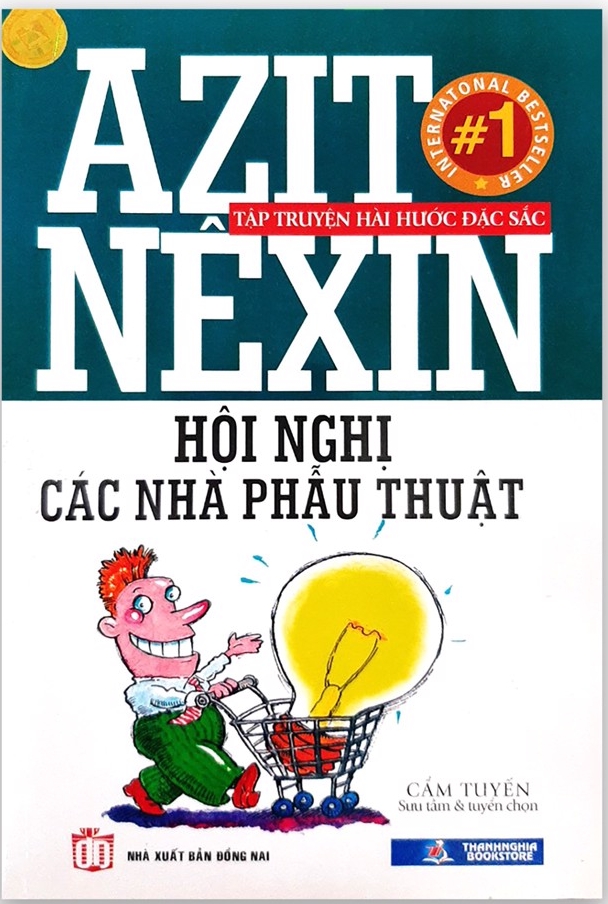 AZIT
INTERNATONAL BESTSELLER
#1
TẬP TRUYỆN HÀI HƯỚC ĐẶC SẮC
NÊXIN
HỘI NGHỊ
CÁC NHÀ PHẪU THUẬT
CẨM TUYẾN
Sưu tầm & tuyển chọn
NHÀ XUẤT BẢN ĐỒNG NAI
THANHNGHIA
BOOKSTORE